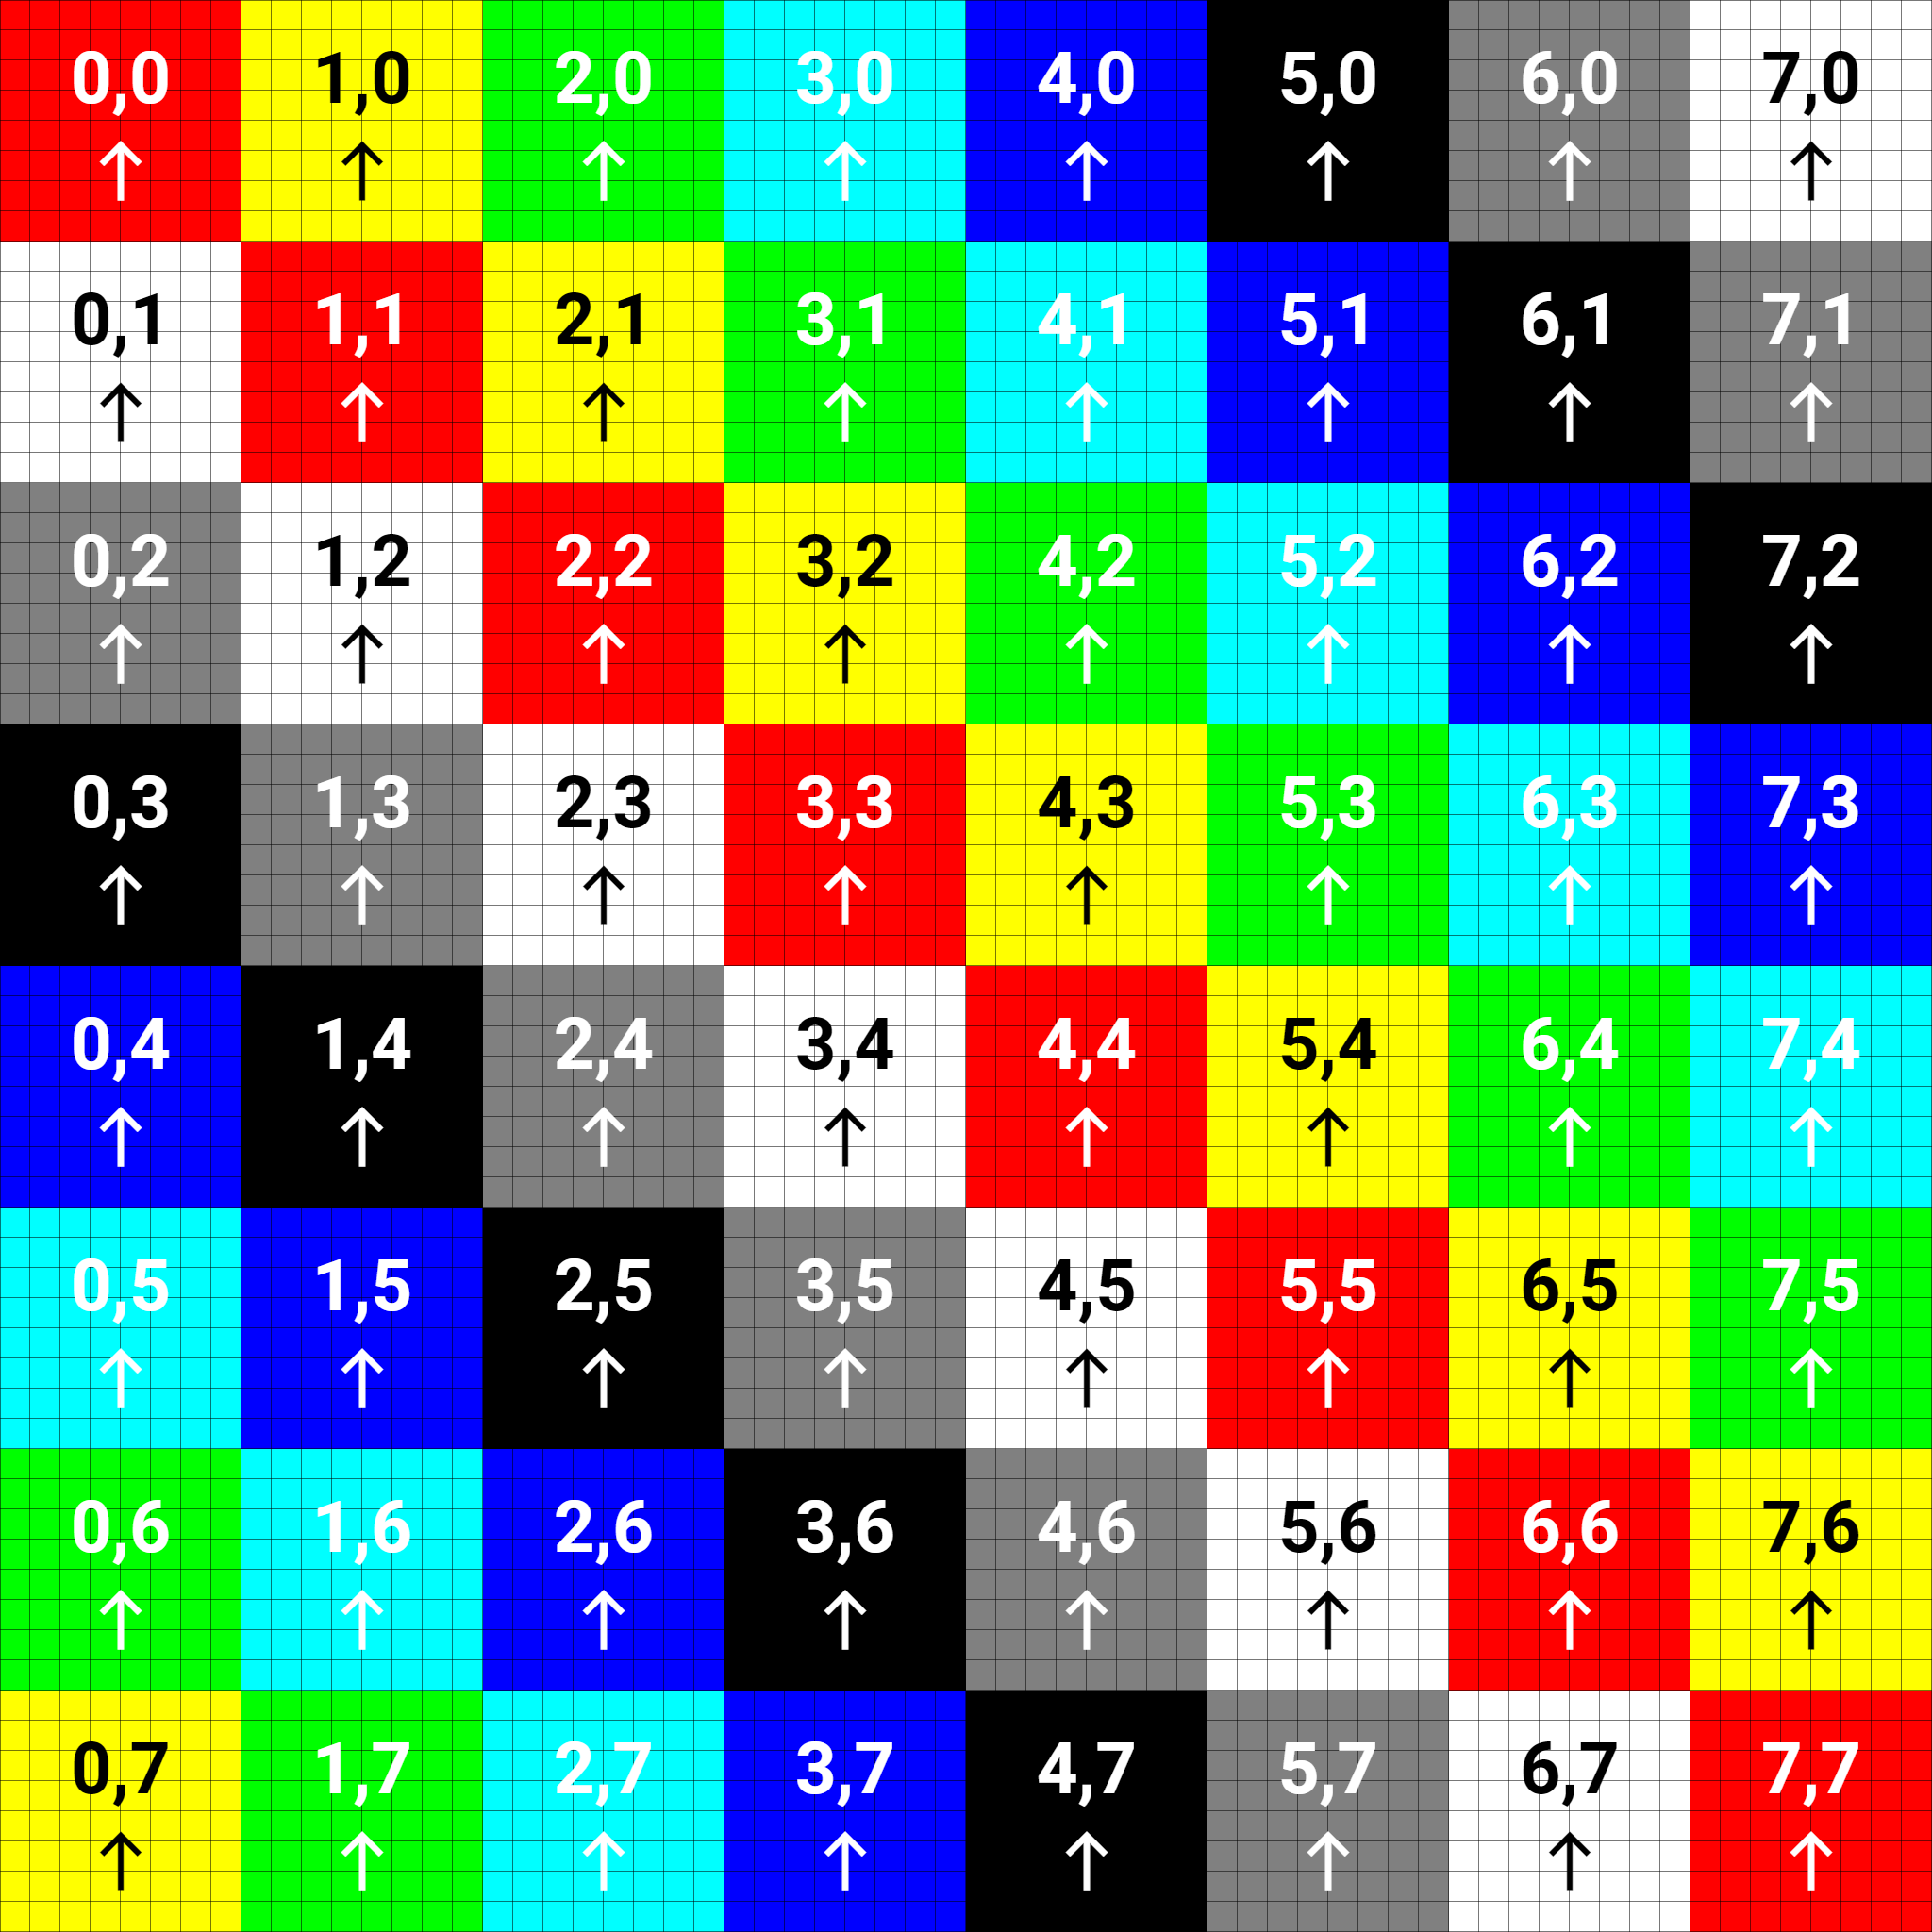 0,0 1,0 2,0 3,0 4,0 5,0 6,0 7,0
↑ ↑ ↑ ↑ ↑ ↑ ↑ ↑
0,1 1,1 2,1 3,1 4,1 5,1 6,1 7,1
↑ ↑ ↑ ↑ ↑ ↑ ↑ ↑
0,2 1,2 2,2 3,2 4,2 5,2 6,2 7,2
↑ ↑ ↑ ↑ ↑ ↑ ↑ ↑
0,3 1,3 2,3 3,3 4,3 5,3 6,3 7,3
↑ ↑ ↑ ↑ ↑ ↑ ↑ ↑
0,4 1,4 2,4 3,4 4,4 5,4 6,4 7,4
↑ ↑ ↑ ↑ ↑ ↑ ↑ ↑
0,5 1,5 2,5 3,5 4,5 5,5 6,5 7,5
↑ ↑ ↑ ↑ ↑ ↑ ↑ ↑
0,6 1,6 2,6 3,6 4,6 5,6 6,6 7,6
↑ ↑ ↑ ↑ ↑ ↑ ↑ ↑
0,7 1,7 2,7 3,7 4,7 5,7 6,7 7,7
↑ ↑ ↑ ↑ ↑ ↑ ↑ ↑